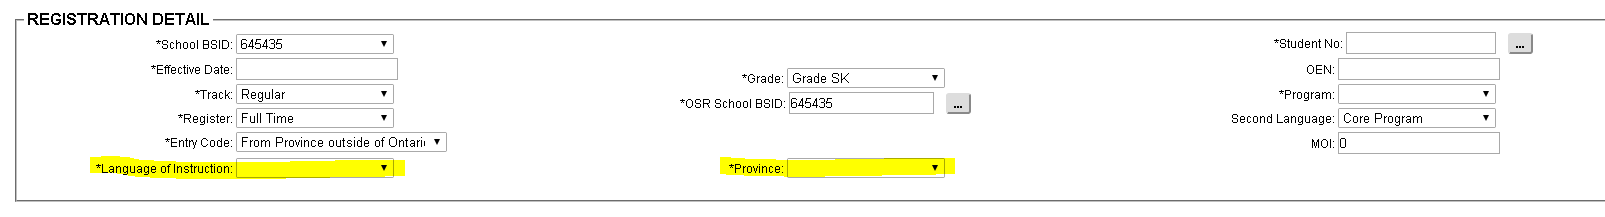 REGISTRATION DETAIL
*School BSID: 645435
*Effective Date:
*Track: Regular
*Register: Full Time
*Entry Code: From Province outside of Ontari
*Language of Instruction:
*Grade: Grade SK
*OSR School BSID: 645435 ...
*Province:
*Student No: ...
OEN:
*Program:
Second Language: Core Program
MOI: 0